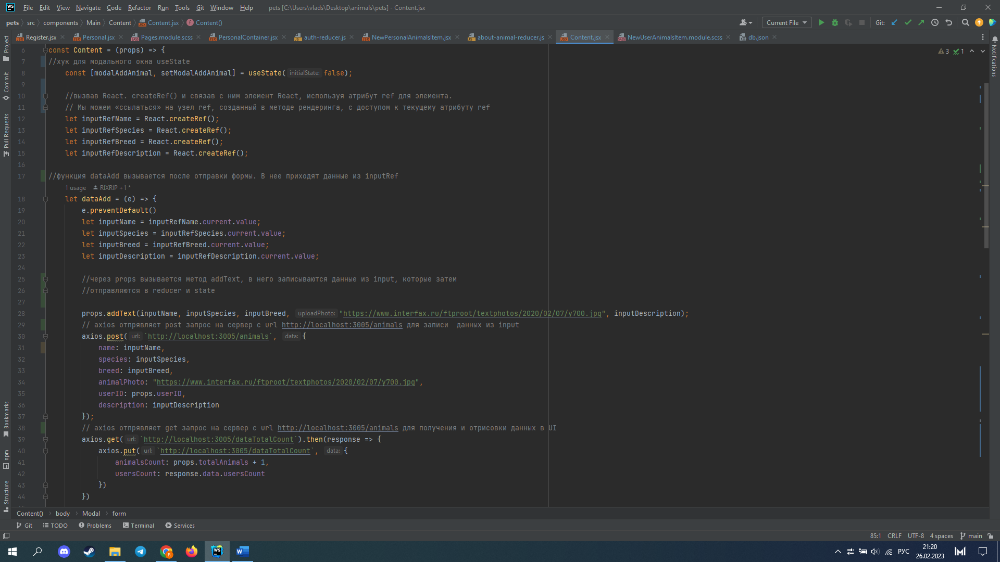 WS File Edit View Navigate Code Refactor Run Tools Git Window Help pets [C:\Users\vlads\Desktop\animals\pets] - Content.jsx
pets src components Main Content Content.jsx Content() Current File Git:
Register.jsx Personal.jsx Pages.module.scss PersonalContainer.jsx auth-reducer.js NewPersonalAnimalsItem.jsx about-animal-reducer.js Content.jsx NewUserAnimalsItem.module.scss db.json
Project
Commit
Pull Requests
Bookmarks
npm
Structure
Notifications
3 1
6 const Content = (props) => {
7 //хук для модального окна useState
8 const [modalAddAnimal, setModalAddAnimal] = useState( initialState: false);
9
10 //вызвав React. createRef() и связав с ним элемент React, используя атрибут ref для элемента.
11 // Мы можем «ссылаться» на узел ref, созданный в методе рендеринга, с доступом к текущему атрибуту ref
12 let inputRefName = React.createRef();
13 let inputRefSpecies = React.createRef();
14 let inputRefBreed = React.createRef();
15 let inputRefDescription = React.createRef();
16
17 //функция dataAdd вызывается после отправки формы. В нее приходят данные из inputRef
1 usage RIXRIP +1 *
18 let dataAdd = (e) => {
19 e.preventDefault()
20 let inputName = inputRefName.current.value;
21 let inputSpecies = inputRefSpecies.current.value;
22 let inputBreed = inputRefBreed.current.value;
23 let inputDescription = inputRefDescription.current.value;
24
25 //через props вызывается метод addText, в него записываются данные из input, которые затем
26 //отправляются в reducer и state
27
28 props.addText(inputName, inputSpecies, inputBreed, uploadPhoto: "https://www.interfax.ru/ftproot/textphotos/2020/02/07/y700.jpg", inputDescription);
29 // axios отпрявляет post запрос на сервер с url http://localhost:3005/animals для записи  данных из input
30 axios.post( url: `http://localhost:3005/animals`, data: {
31 name: inputName,
32 species: inputSpecies,
33 breed: inputBreed,
34 animalPhoto: "https://www.interfax.ru/ftproot/textphotos/2020/02/07/y700.jpg",
35 userID: props.userID,
36 description: inputDescription
37 });
38 // axios отпрявляет get запрос на сервер с url http://localhost:3005/animals для получения и отрисовки данных в UI
39 axios.get( url: `http://localhost:3005/dataTotalCount`).then(response => {
40 axios.put( url: `http://localhost:3005/dataTotalCount`, data: {
41 animalsCount: props.totalAnimals + 1,
42 usersCount: response.data.usersCount
43 })
44 })
Content() body Modal form
Git TODO Problems Terminal Services
85:1 CRLF UTF-8 4 spaces main
РУС 21:20
26.02.2023